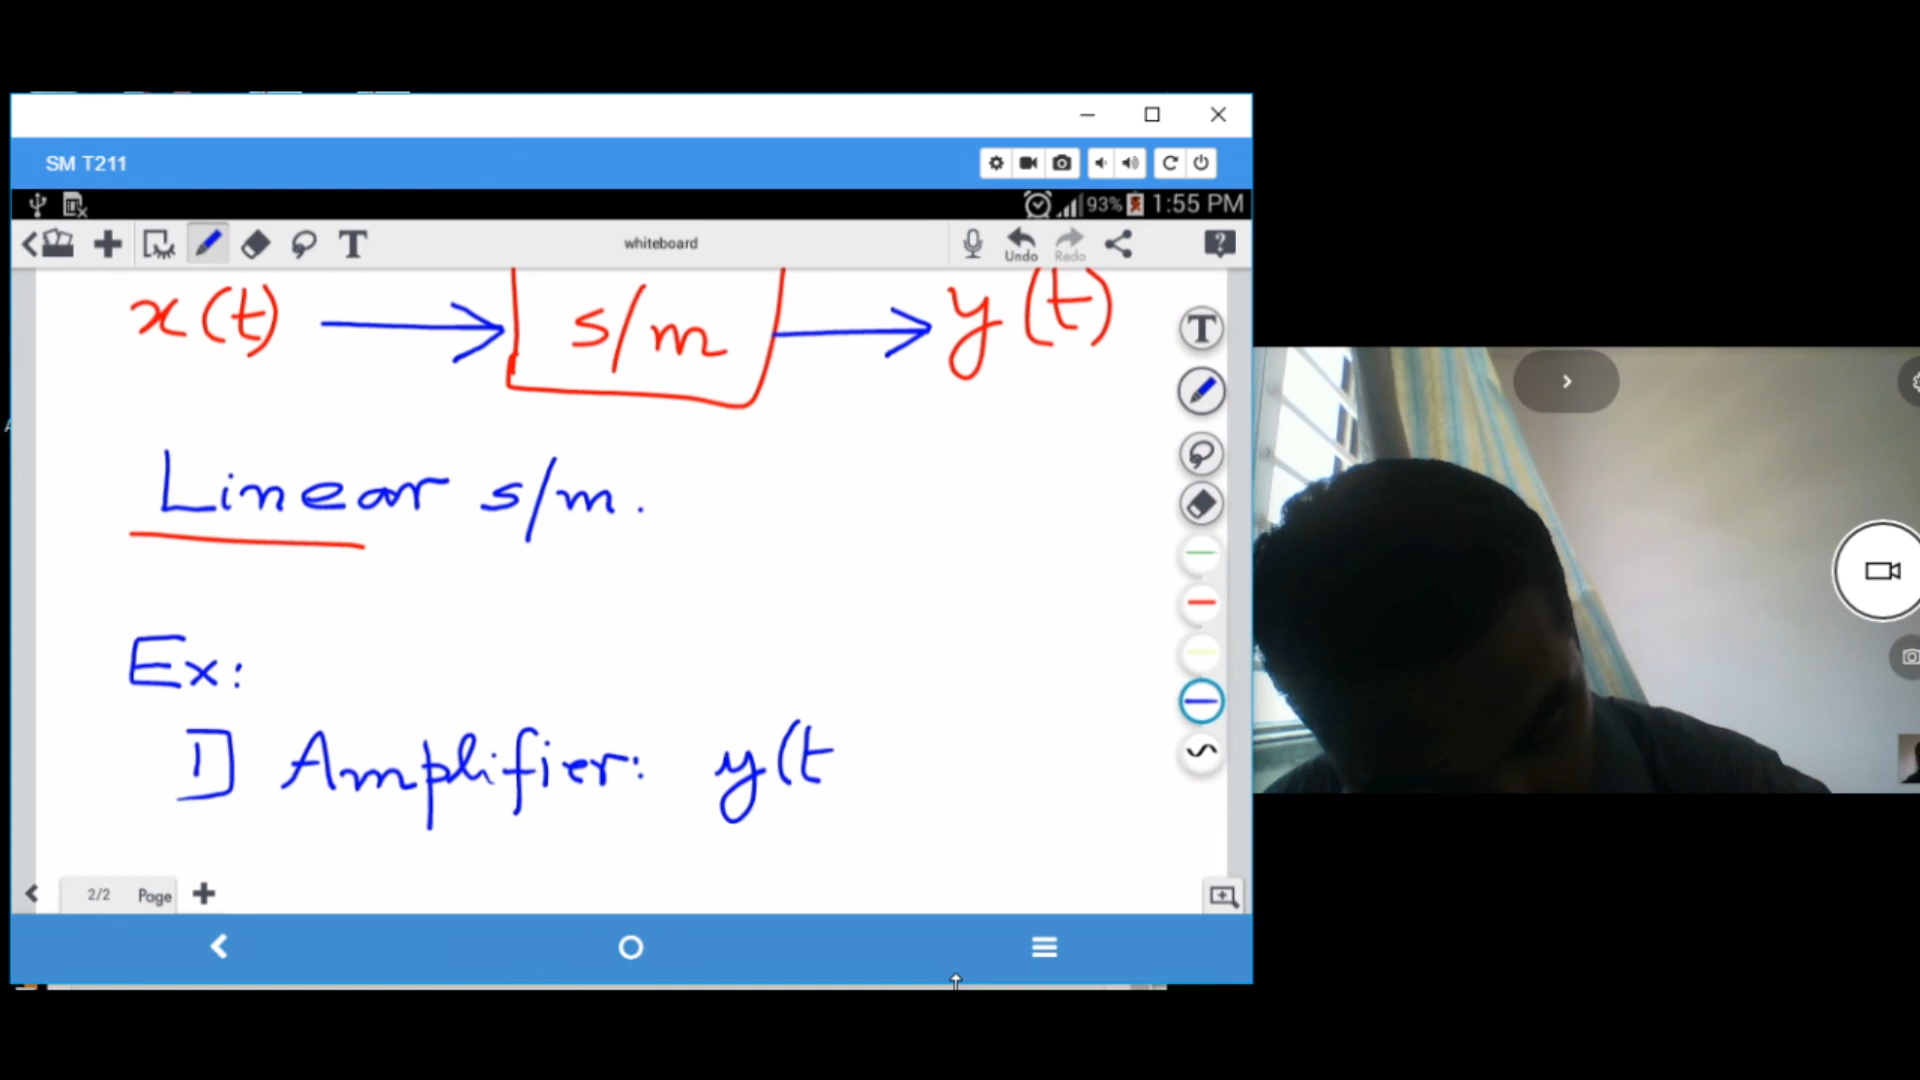 SM T211
93% 1:55 PM
T whiteboard Undo Redo ?
x(t) s/m y(t)
T
Linear s/m.
Ex:
1] Amplifier: y(t
2/2 Page